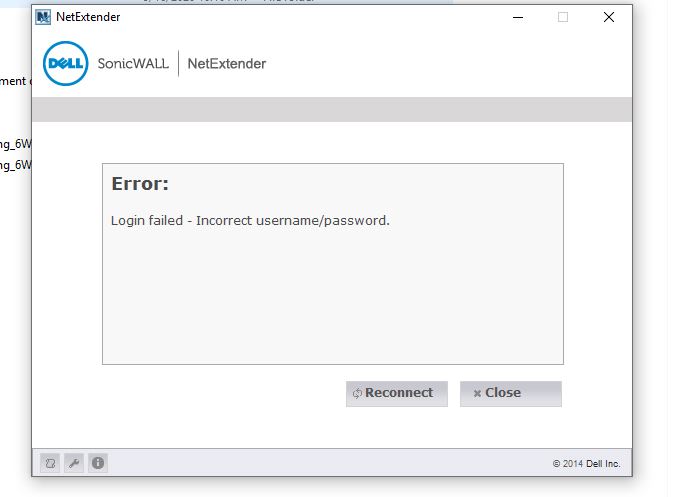 NetExtender
DELL SonicWALL NetExtender
ment
ng_6W
ng_6W
Error:
Login failed - Incorrect username/password.
Reconnect
Close
© 2014 Dell Inc.